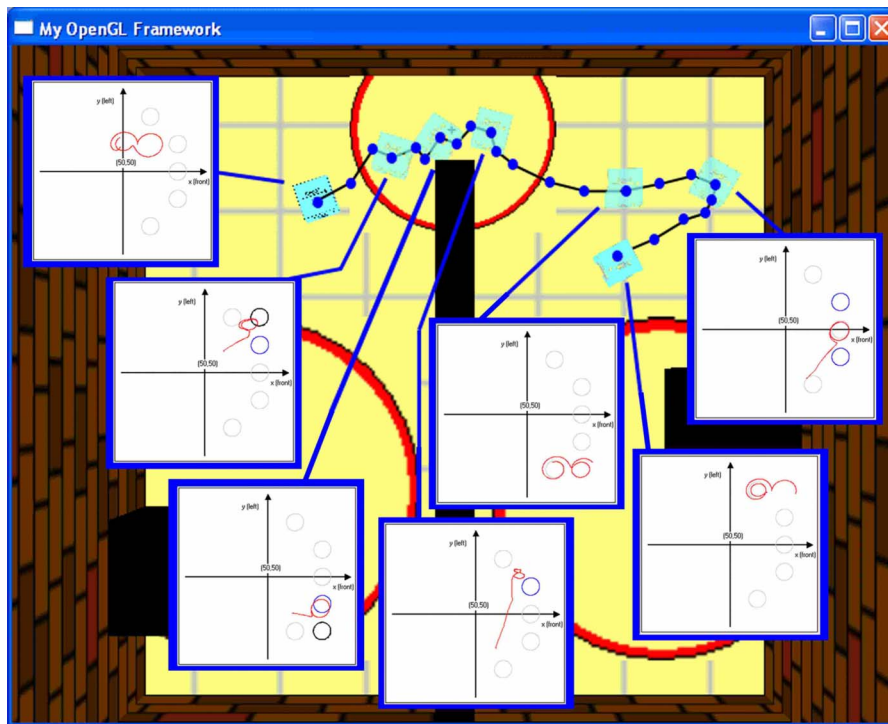 My OpenGL Framework
y (left)
(50,50)
x (front)
y (left)
(50,50)
x (front)
y (left)
(50,50)
x (front)
y (left)
(50,50)
x (front)
y (left)
(50,50)
x (front)
y (left)
(50,50)
x (front)
y (left)
(50,50)
x (front)